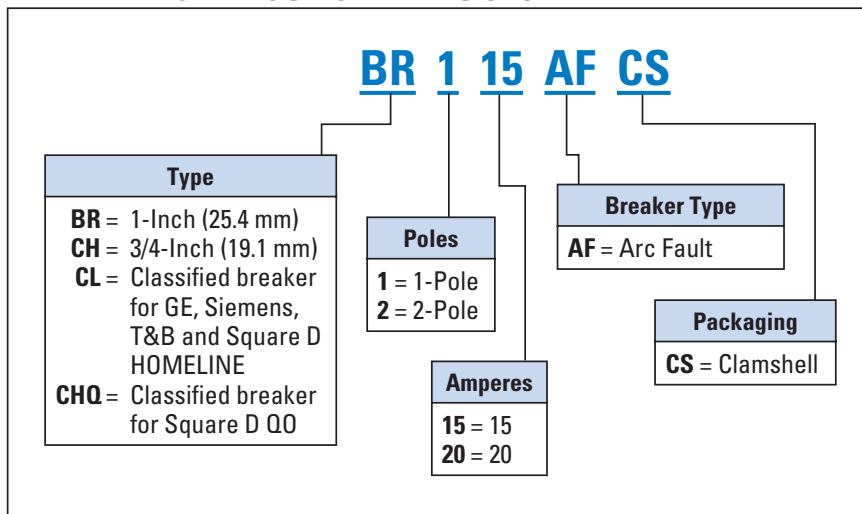 BR 1 15 AF CS
Type
BR = 1-Inch (25.4 mm)
CH = 3/4-Inch (19.1 mm)
CL = Classified breaker
for GE, Siemens,
T&B and Square D
HOMELINE
CHQ = Classified breaker
for Square D QO
Poles
1 = 1-Pole
2 = 2-Pole
Amperes
15 = 15
20 = 20
Breaker Type
AF = Arc Fault
Packaging
CS = Clamshell